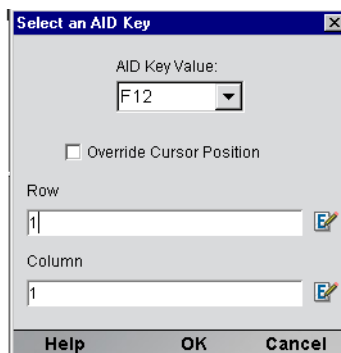 Select an AID Key
AID Key Value:
F12
Override Cursor Position
Row
1
Column
1
Help OK Cancel